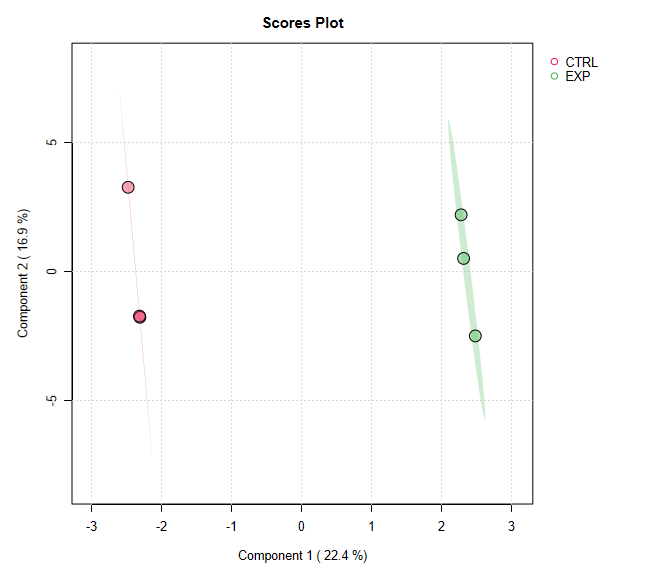 Scores Plot
CTRL
EXP
5
0
-5
Component 2 ( 16.9 %)
-3 -2 -1 0 1 2 3
Component 1 ( 22.4 %)